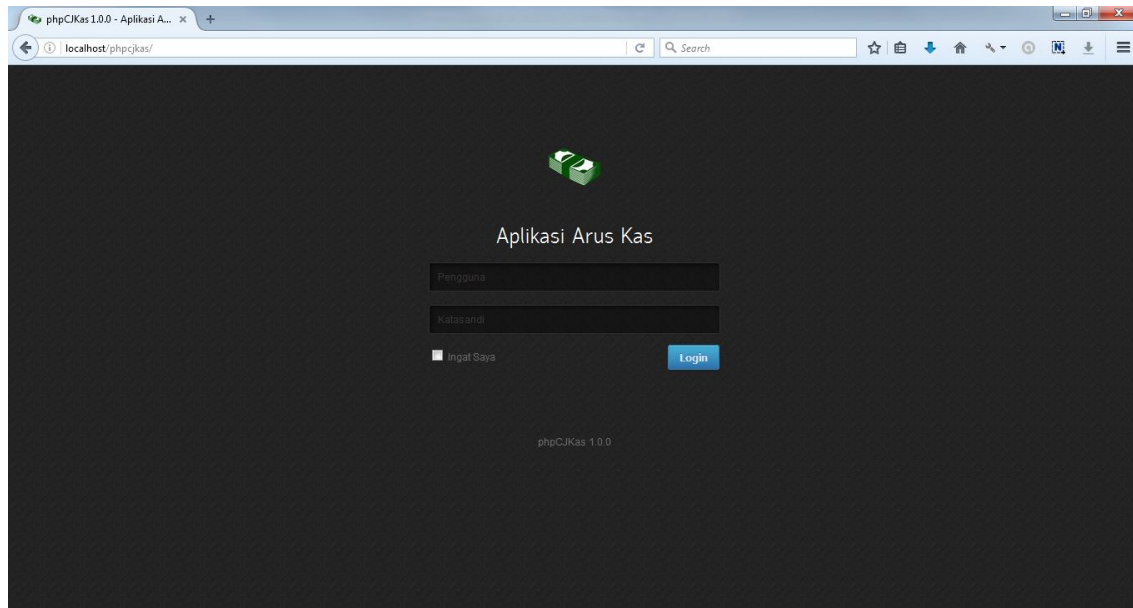 phpCJKas 1.0.0 - Aplikasi A...
localhost/phpcjkas/
Search
Aplikasi Arus Kas
Pengguna
Katasandi
Ingat Saya
Login
phpCJKas 1.0.0